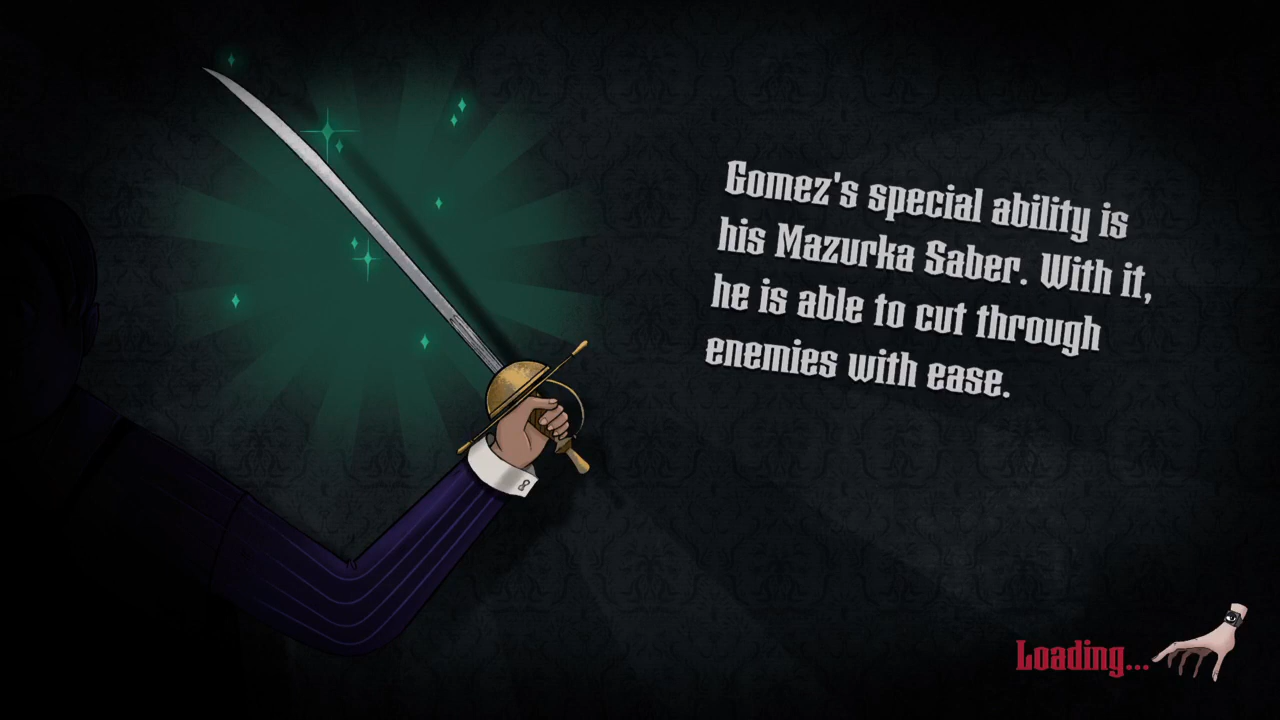 Gomez's special ability is
his Mazurka Saber. With it,
he is able to cut through
enemies with ease.
Loading...